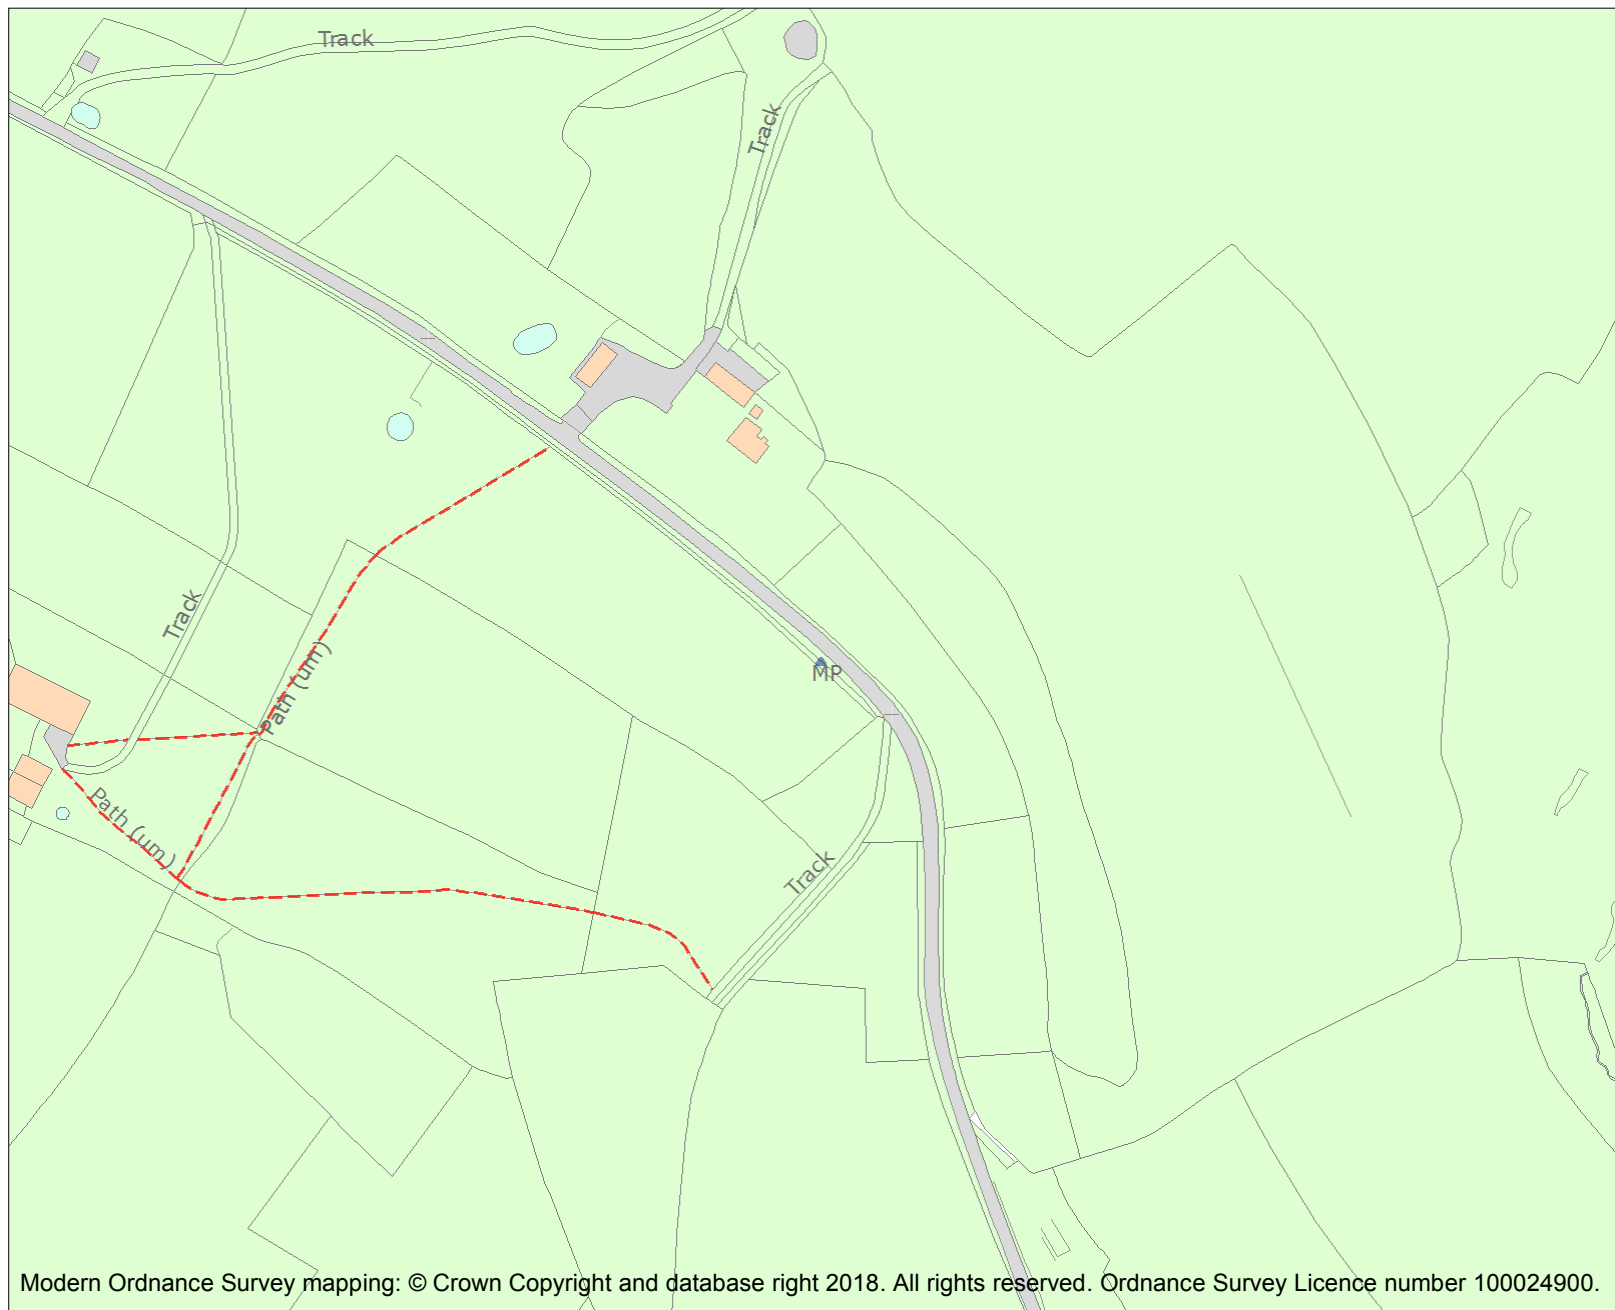 Track
Track
Track
Path (um)
MP
Path (um)
Track
Modern Ordnance Survey mapping: © Crown Copyright and database right 2018. All rights reserved. Ordnance Survey Licence number 100024900.